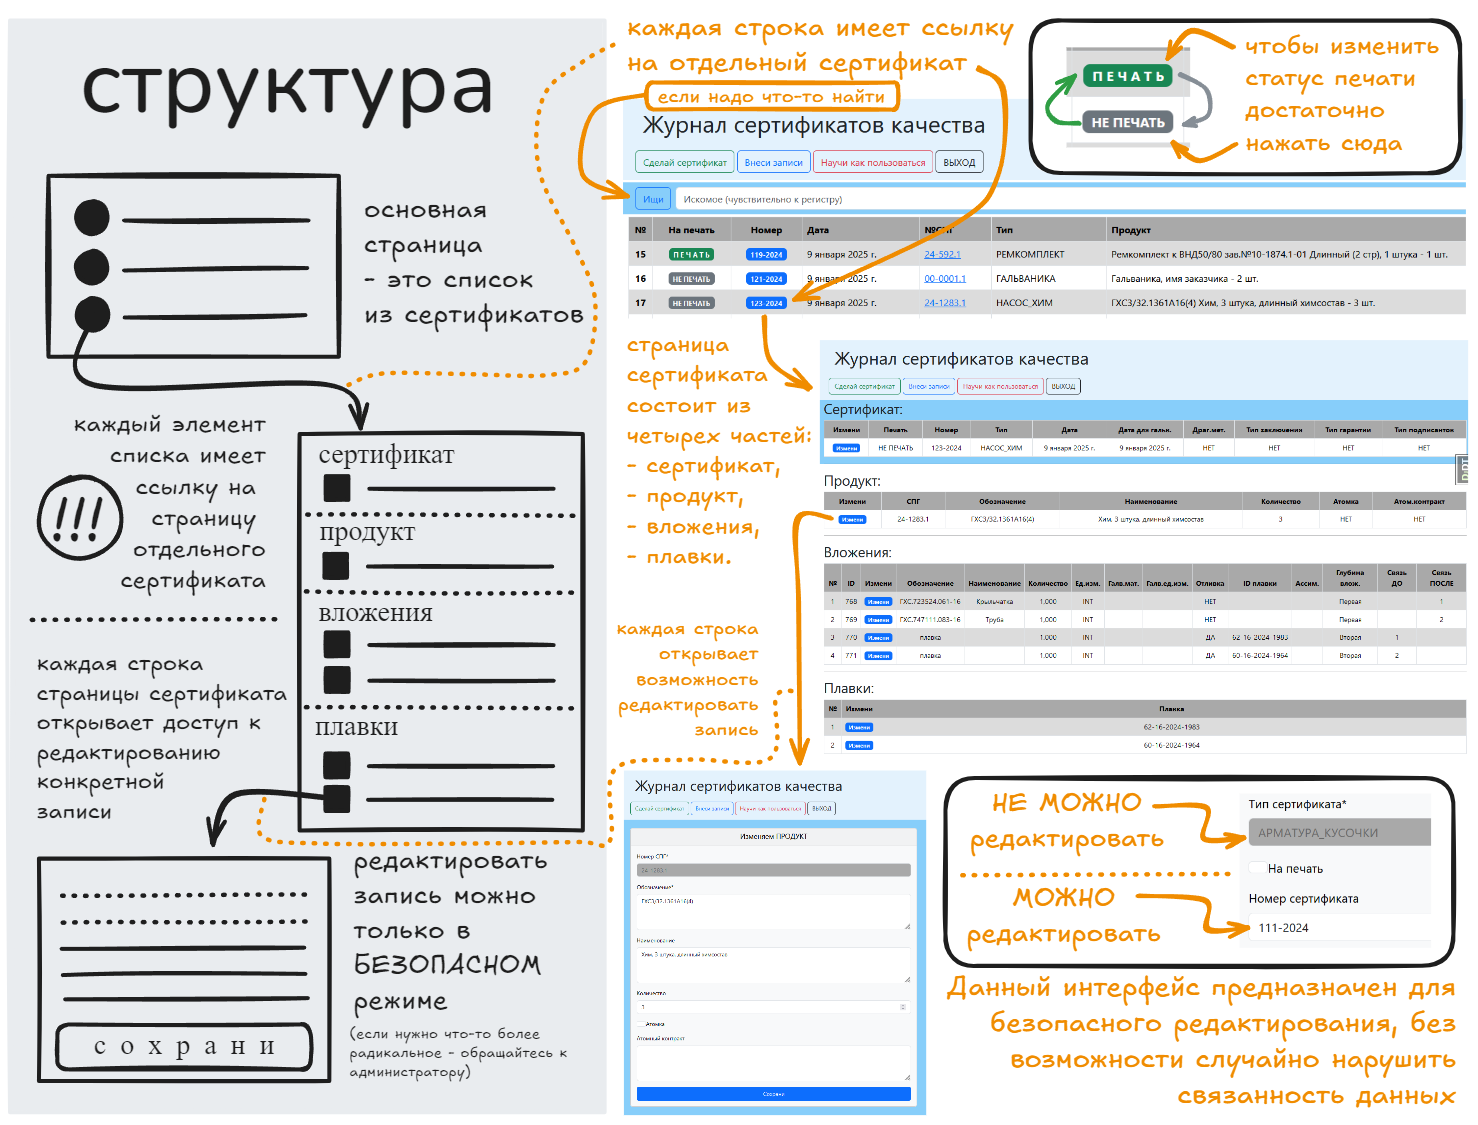 структура
основная
страница
- это список
из сертификатов
каждый элемент
списка имеет
ссылку на
страницу
отдельного
сертификата
!!!
каждая строка
страницы сертификата
открывает доступ к
редактированию
конкретной
записи
сертификат
продукт
вложения
плавки
сохрани
редактировать
запись можно
только в
БЕЗОПАСНОМ
режиме
(если нужно что-то более
радикальное - обращайтесь к
администратору)
каждая строка имеет ссылку
на отдельный сертификат
если надо что-то найти
Журнал сертификатов качества
Сделай сертификат Внеси записи Научи как пользоваться ВЫХОД
Ищи Искомое (чувствительно к регистру)
№ На печать Номер Дата №СПГ Тип Продукт
15 ПЕЧАТЬ 119-2024 9 января 2025 г. 24-592.1 РЕМКОМПЛЕКТ Ремкомплект к ВНД50/80 зав.№10-1874.1-01 Длинный (2 стр), 1 штука - 1 шт.
16 НЕ ПЕЧАТЬ 121-2024 9 января 2025 г. 00-0001.1 ГАЛЬВАНИКА Гальваника, имя заказчика - 2 шт.
17 НЕ ПЕЧАТЬ 123-2024 9 января 2025 г. 24-1283.1 НАСОС_ХИМ ГХС3/32.1361А16(4) Хим, 3 штука, длинный химсостав - 3 шт.
ПЕЧАТЬ
НЕ ПЕЧАТЬ
чтобы изменить
статус печати
достаточно
нажать сюда
страница
сертификата
состоит из
четырех частей:
- сертификат,
- продукт,
- вложения,
- плавки.
Журнал сертификатов качества
Сделай сертификат Внеси записи Научи как пользоваться ВЫХОД
Сертификат:
Измени Печать Номер Тип Дата Дата для гальв. Драг.мет. Тип заключения Тип гарантии Тип подписантов
Измени НЕ ПЕЧАТЬ 123-2024 НАСОС_ХИМ 9 января 2025 г. 9 января 2025 г. НЕТ НЕТ НЕТ НЕТ
Продукт:
Измени СПГ Обозначение Наименование Количество Атомка Атом.контракт
Измени 24-1283.1 ГХС3/32.1361А16(4) Хим, 3 штука, длинный химсостав 3 НЕТ НЕТ
Вложения:
№ ID Измени Обозначение Наименование Количество Ед.изм. Галв.мат. Галв.ед.изм. Отливка ID плавки Ассим. Глубина влож. Связь ДО Связь ПОСЛЕ
1 768 Измени ГХС.723524.061-16 Крыльчатка 1.000 INT НЕТ Первая 1
2 769 Измени ГХС.747111.083-16 Труба 1.000 INT НЕТ Первая 2
3 770 Измени плавка 1.000 INT ДА 62-16-2024-1983 Вторая 1
4 771 Измени плавка 1.000 INT ДА 60-16-2024-1964 Вторая 2
Плавки:
№ Измени Плавка
1 Измени 62-16-2024-1983
2 Измени 60-16-2024-1964
каждая строка
открывает
возможность
редактировать
запись
Журнал сертификатов качества
Сделай сертификат Внеси записи Научи как пользоваться ВЫХОД
Изменяем ПРОДУКТ
Номер СПГ*
24-1283.1
Обозначение*
ГХС3/32.1361А16(4)
Наименование
Хим, 3 штука, длинный химсостав
Количество
3
Атомка
Атомный контракт
Сохрани
НЕ МОЖНО
редактировать
МОЖНО
редактировать
Тип сертификата*
АРМАТУРА_КУСОЧКИ
На печать
Номер сертификата
111-2024
Данный интерфейс предназначен для
безопасного редактирования, без
возможности случайно нарушить
связанность данных